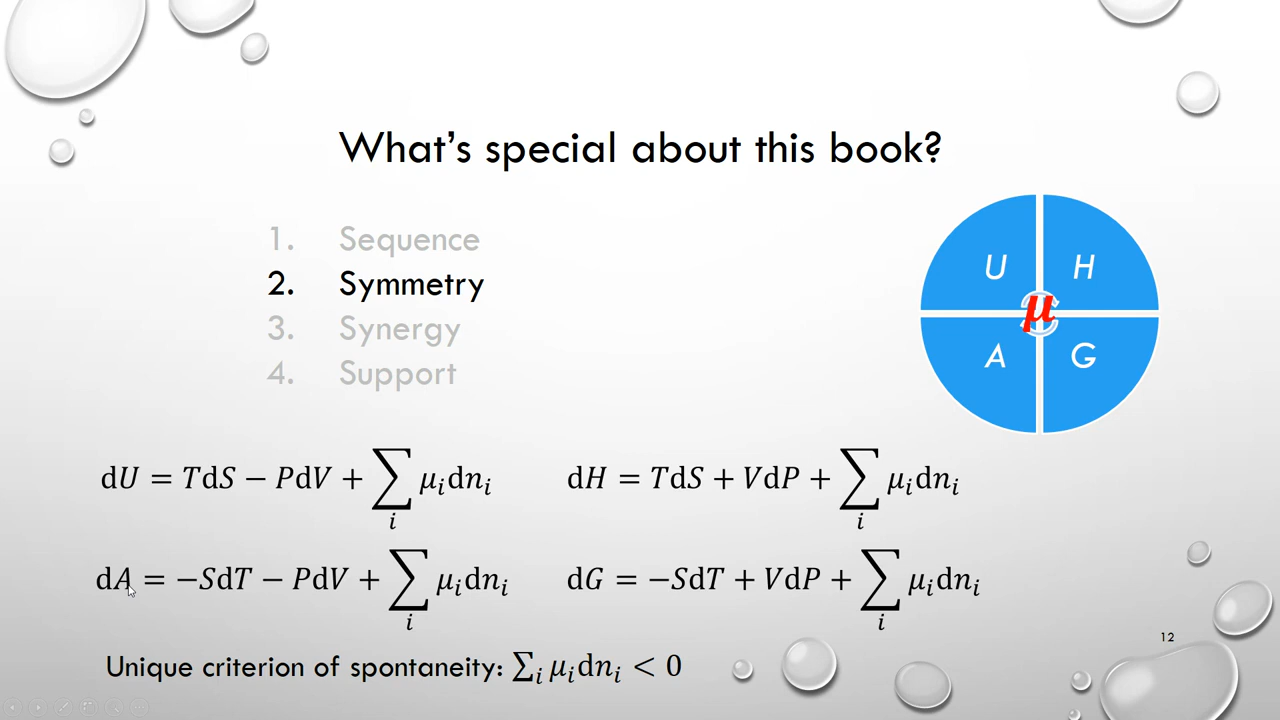 What's special about this book?
1. Sequence
2. Symmetry
3. Synergy
4. Support
U H
μ
A G
d𝑈 = 𝑇d𝑆 − 𝑃d𝑉 + ∑ᵢ 𝜇ᵢd𝑛ᵢ
d𝐻 = 𝑇d𝑆 + 𝑉d𝑃 + ∑ᵢ 𝜇ᵢd𝑛ᵢ
d𝐴 = −𝑆d𝑇 − 𝑃d𝑉 + ∑ᵢ 𝜇ᵢd𝑛ᵢ
d𝐺 = −𝑆d𝑇 + 𝑉d𝑃 + ∑ᵢ 𝜇ᵢd𝑛ᵢ
Unique criterion of spontaneity: ∑ᵢ 𝜇ᵢd𝑛ᵢ < 0
12